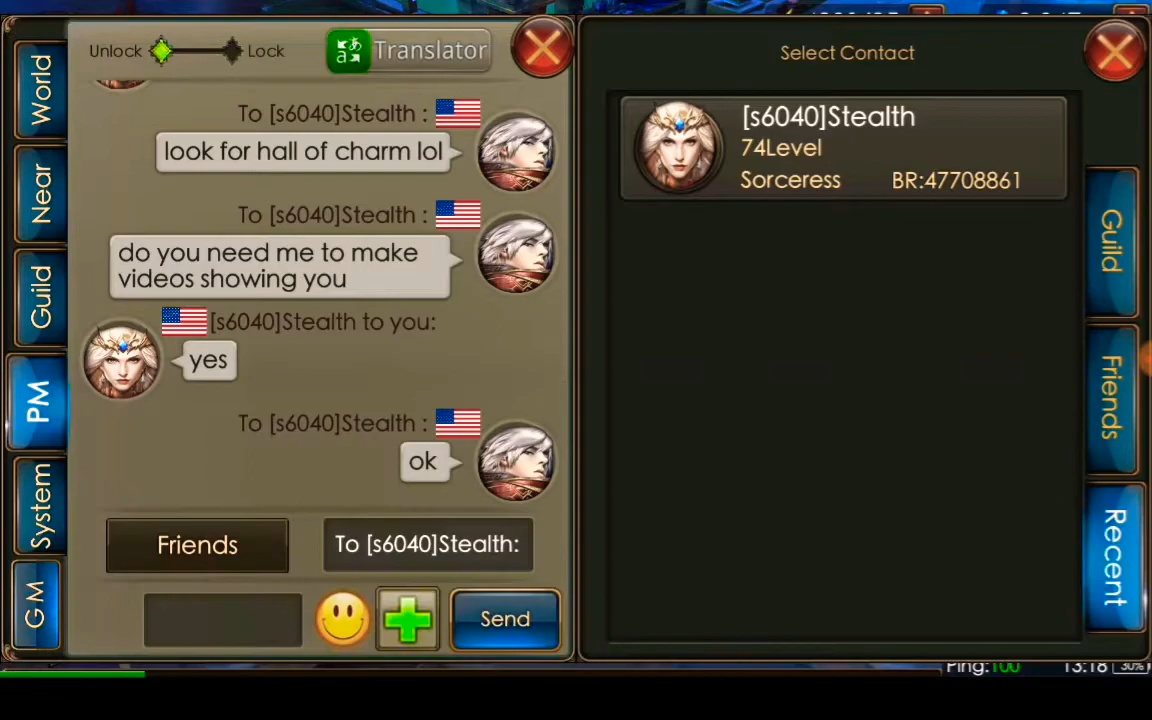 Unlock
Lock
Translator
World
Near
Guild
PM
System
GM
To [s6040]Stealth :
look for hall of charm lol
To [s6040]Stealth :
do you need me to make
videos showing you
[s6040]Stealth to you:
yes
To [s6040]Stealth :
ok
Friends
To [s6040]Stealth:
Send
Select Contact
[s6040]Stealth
74Level
Sorceress
BR:47708861
Guild
Friends
Recent
Ping:100
13:18
30%